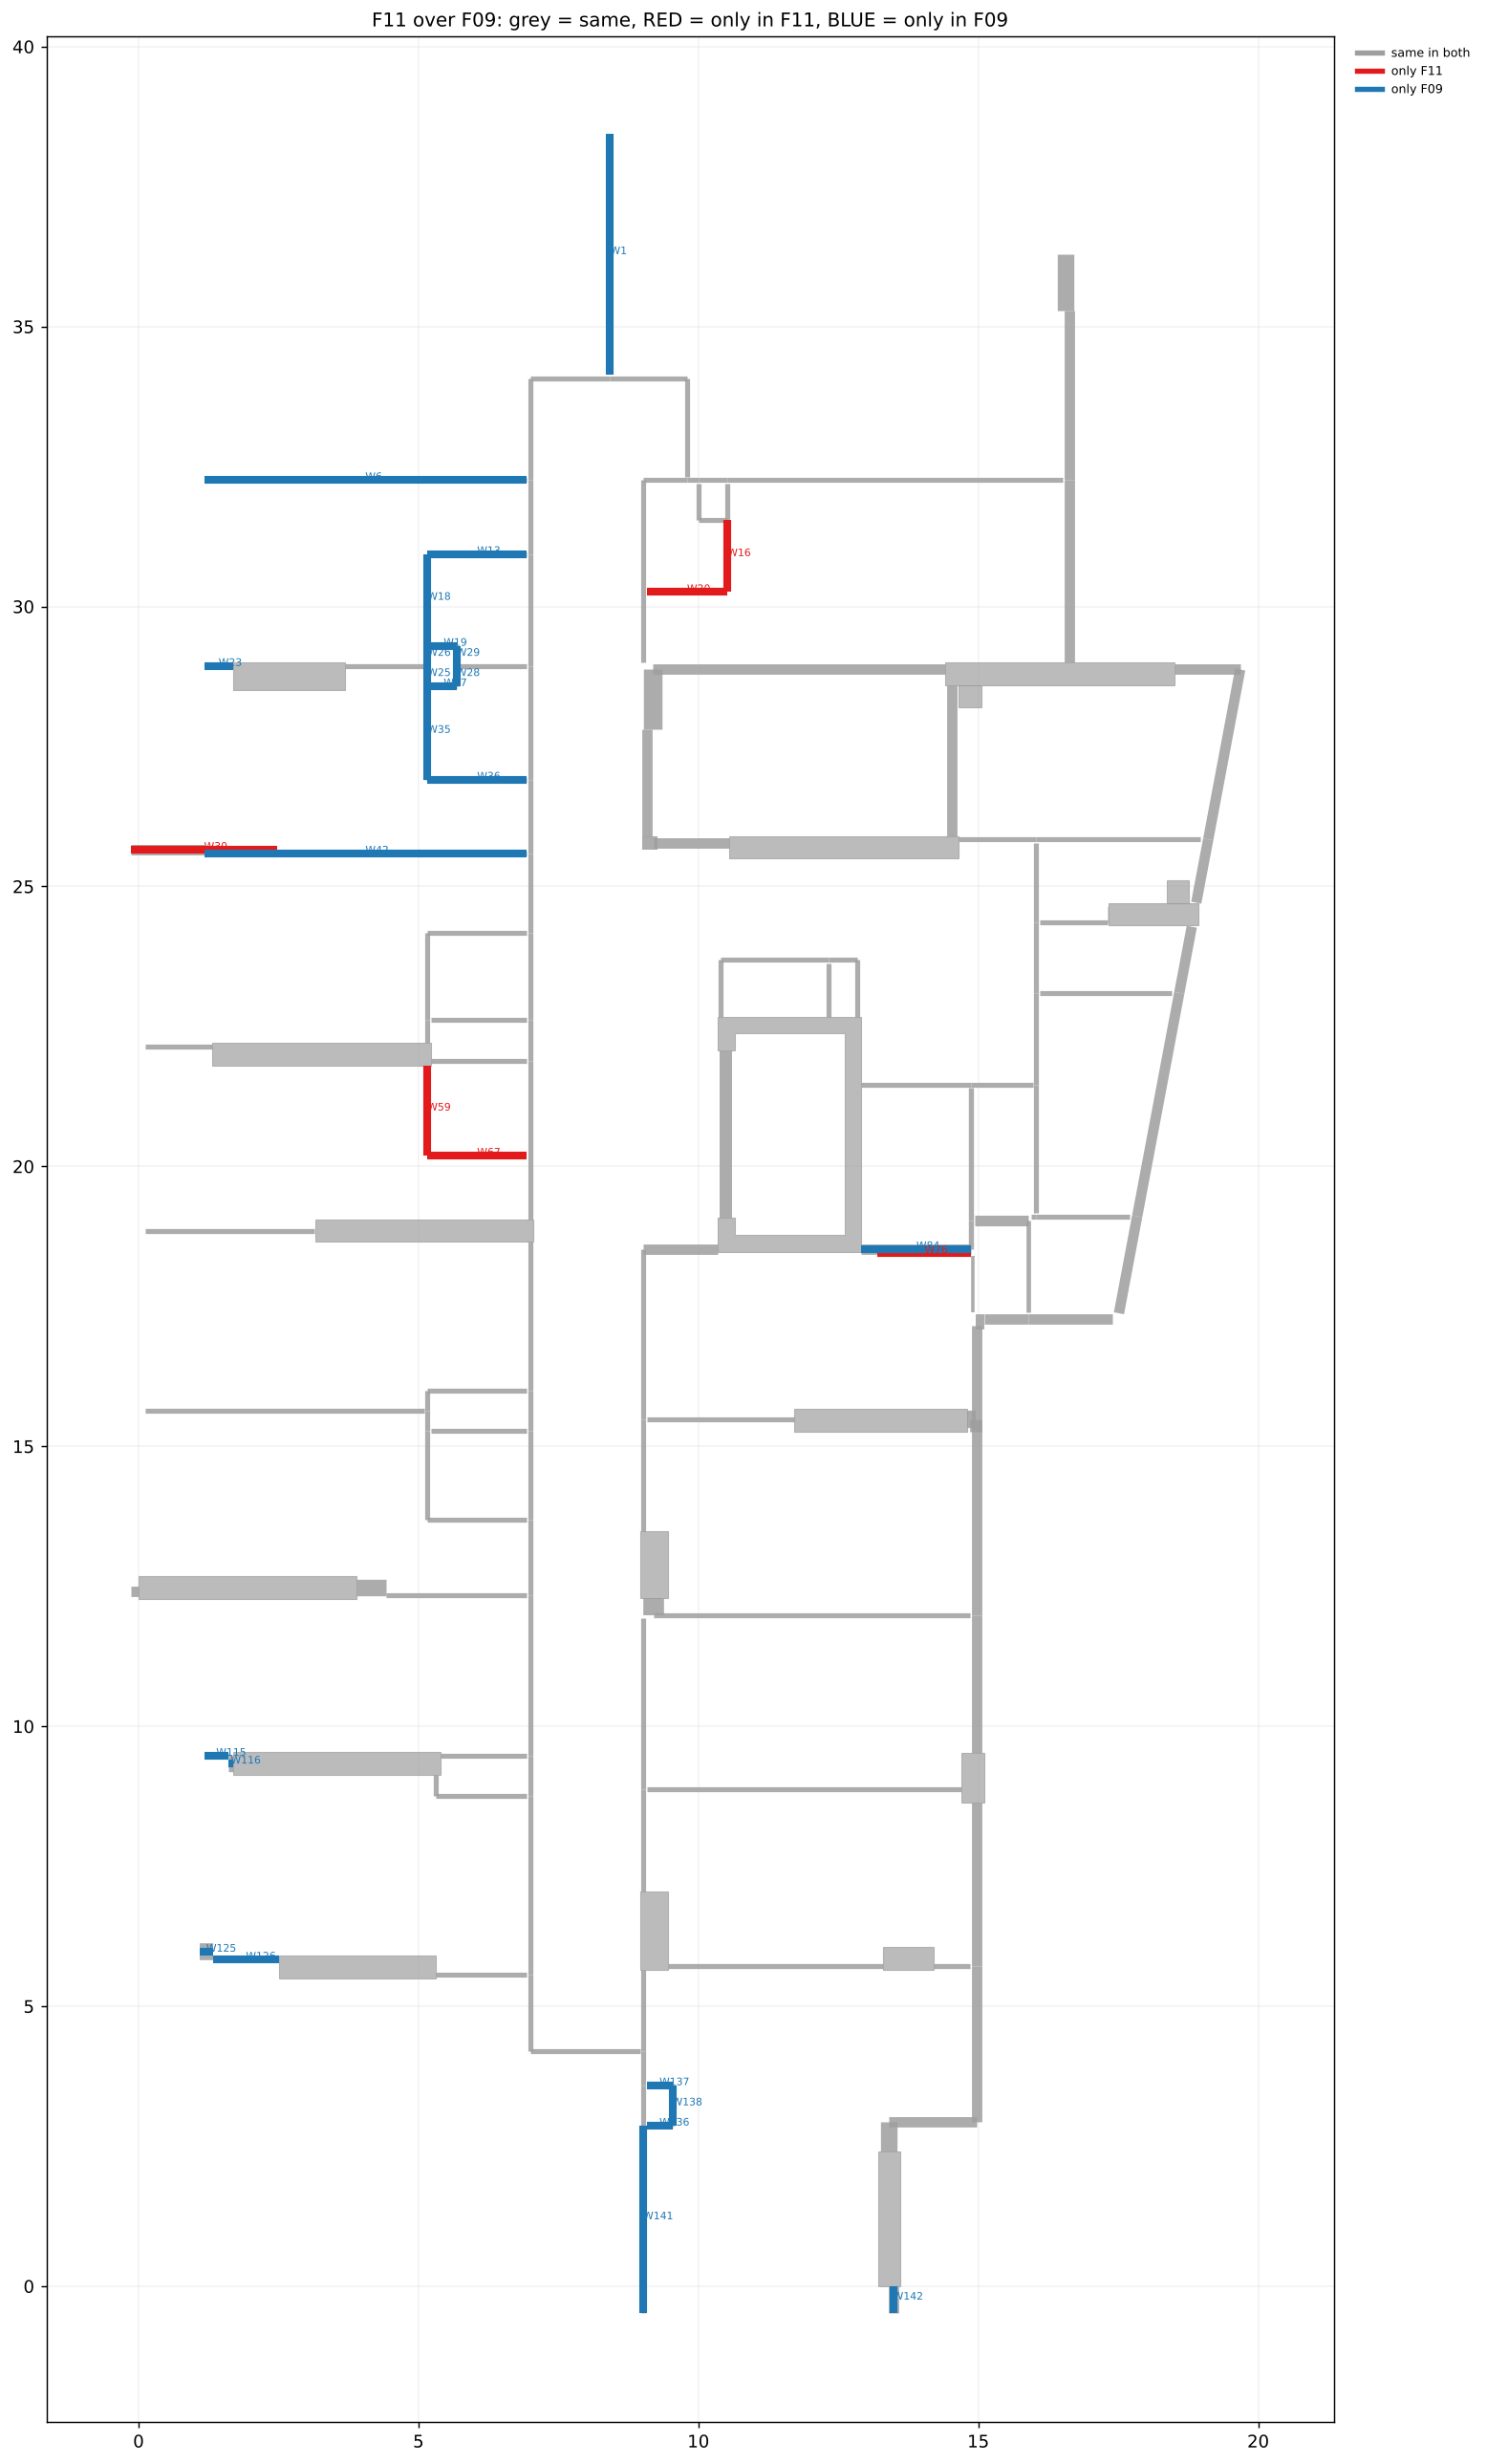 F11 over F09: grey = same, RED = only in F11, BLUE = only in F09
same in both
only F11
only F09
40
35
30
25
20
15
10
5
0
W1
W6
W13
W16
W18
W19
W26 W29
W23
W25 W28
W35
W36
W42
W59
W67
W84
W115
W116
W125
W126
W137
W138
W141
W142
0 5 10 15 20